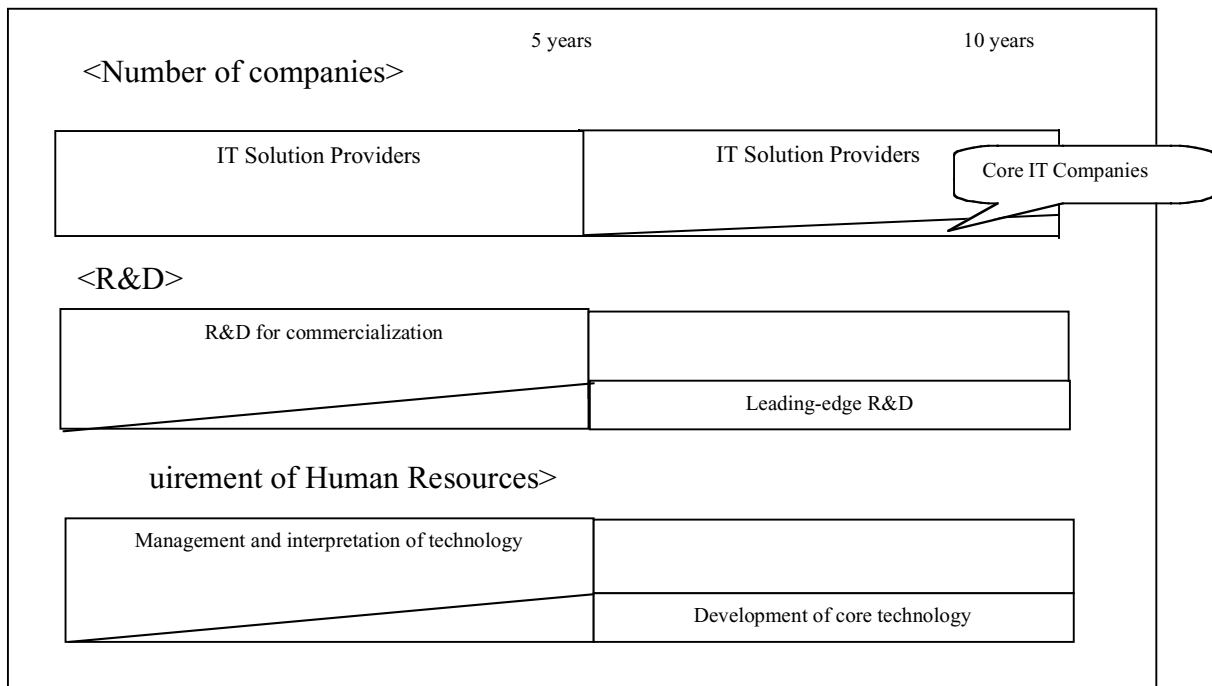 5 years 10 years
<Number of companies>
IT Solution Providers IT Solution Providers
Core IT Companies
<R&D>
R&D for commercialization
Leading-edge R&D
uirement of Human Resources>
Management and interpretation of technology
Development of core technology